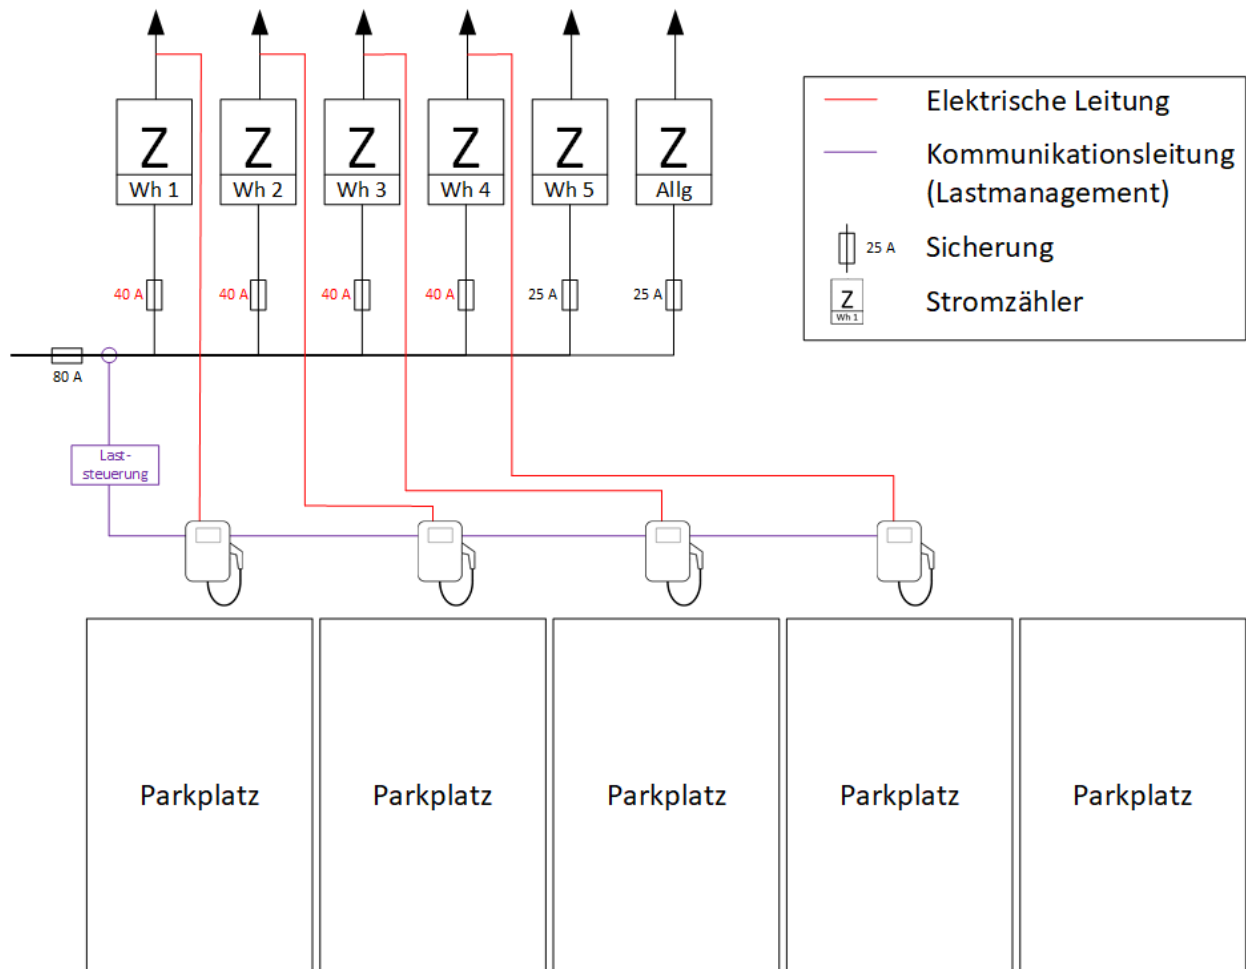 Z
Wh 1
Z
Wh 2
Z
Wh 3
Z
Wh 4
Z
Wh 5
Z
Allg
40 A
40 A
40 A
40 A
25 A
25 A
80 A
Last-
steuerung
Elektrische Leitung
Kommunikationsleitung
(Lastmanagement)
25 A
Sicherung
Z
Wh 1
Stromzähler
Parkplatz
Parkplatz
Parkplatz
Parkplatz
Parkplatz